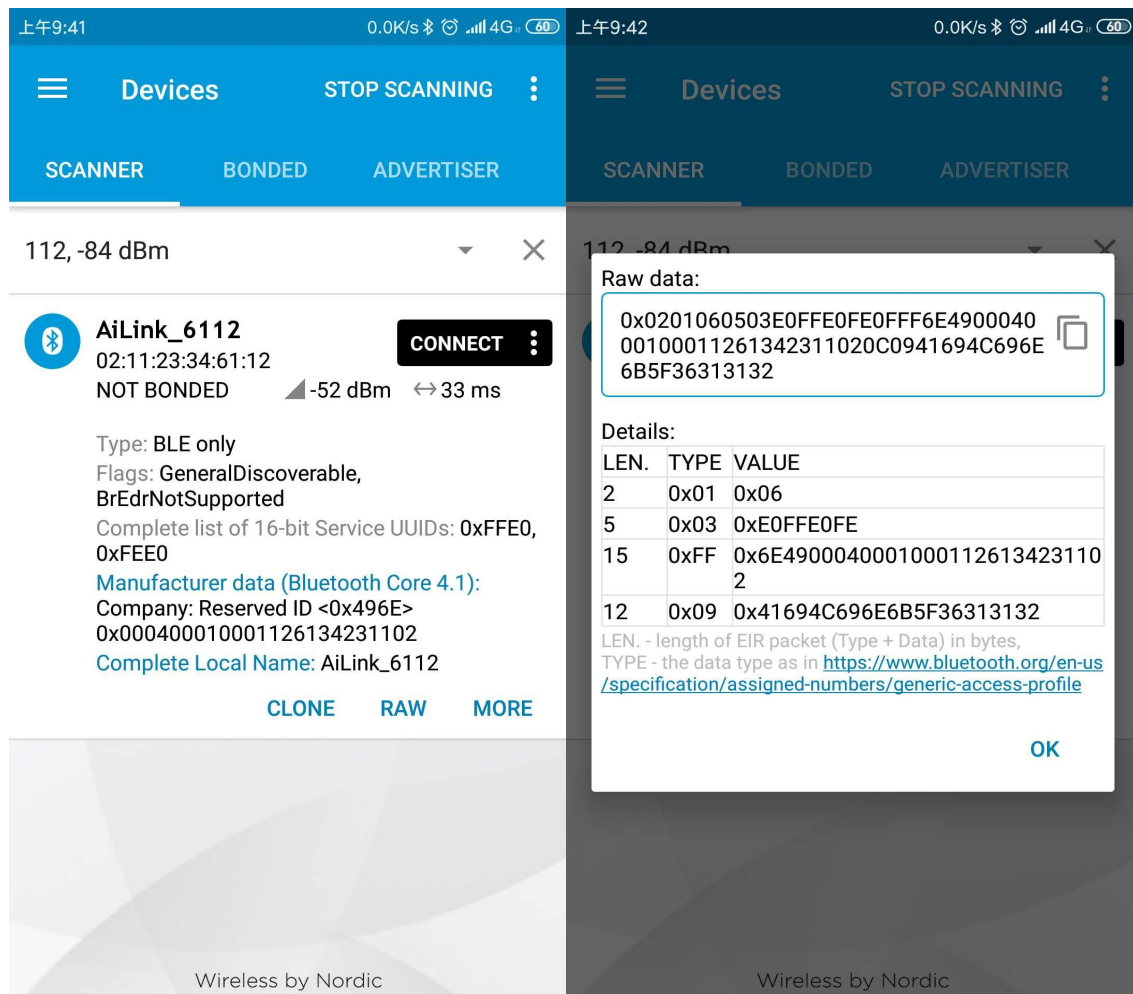 上午9:41
0.0K/s 4G 60
Devices
STOP SCANNING
SCANNER
BONDED
ADVERTISER
112, -84 dBm
AiLink_6112
CONNECT
02:11:23:34:61:12
NOT BONDED
-52 dBm
33 ms
Type: BLE only
Flags: GeneralDiscoverable,
BrEdrNotSupported
Complete list of 16-bit Service UUIDs: 0xFFE0,
0xFEE0
Manufacturer data (Bluetooth Core 4.1):
Company: Reserved ID <0x496E>
0x0004000100011261342311​02
Complete Local Name: AiLink_6112
CLONE
RAW
MORE
Wireless by Nordic
上午9:42
0.0K/s 4G 60
Devices
STOP SCANNING
SCANNER
BONDED
ADVERTISER
112, -84 dBm
Raw data:
0x0201060503E0FFE0FE0FFF6E4900040
001000112613423​11020C0941694C696E
6B5F36313132
Details:
LEN. TYPE VALUE
2 0x01 0x06
5 0x03 0xE0FFE0FE
15 0xFF 0x6E4900040001000112613423110
2
12 0x09 0x41694C696E6B5F36313132
LEN. - length of EIR packet (Type + Data) in bytes,
TYPE - the data type as in https://www.bluetooth.org/en-us
/specification/assigned-numbers/generic-access-profile
OK
Wireless by Nordic